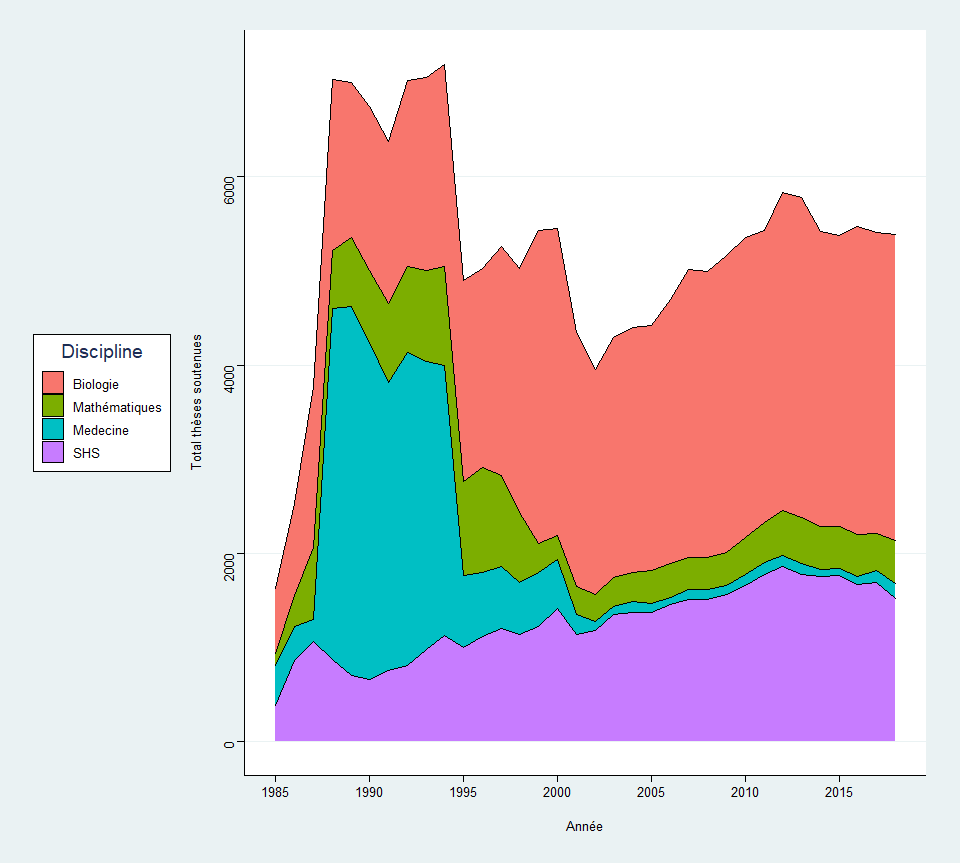 Discipline
Biologie
Mathématiques
Medecine
SHS
Total thèses soutenues
6000
4000
2000
0
1985 1990 1995 2000 2005 2010 2015
Année